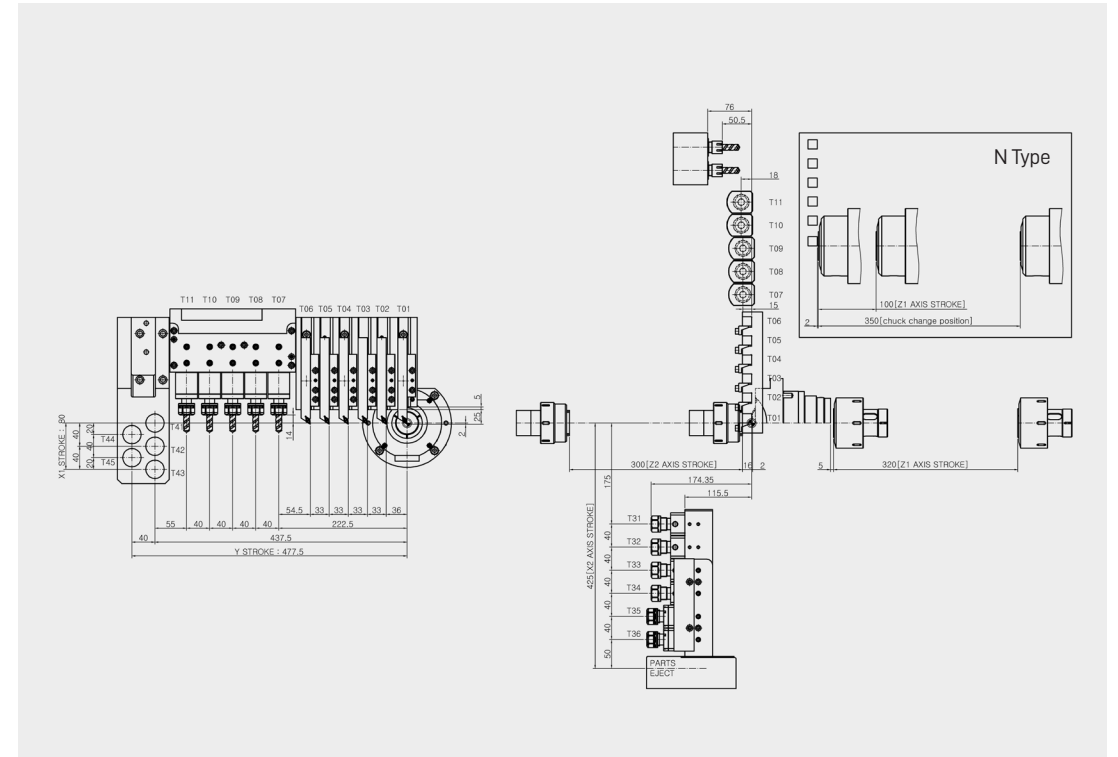 76
50.5
N Type
18
T11
T10
T09
T08
T07
15
100[Z1 AXIS STROKE]
350[chuck change position]
2
T11 T10 T09 T08 T07
T06 T05 T04 T03 T02 T01
T06
T05
T04
T03
T02
T01
5
25
2
14
X1 STROKE : 80
40
40
20
40
20
T41
T44
T42
T45
T43
300[Z2 AXIS STROKE]
16
2
5
320[Z1 AXIS STROKE]
174.35
115.5
175
54.5 33 33 33 33 36
55 40 40 40 40 222.5
40 437.5
Y STROKE : 477.5
425[X2 AXIS STROKE]
T31
40
T32
40
T33
40
T34
40
T35
40
T36
50
PARTS
EJECT